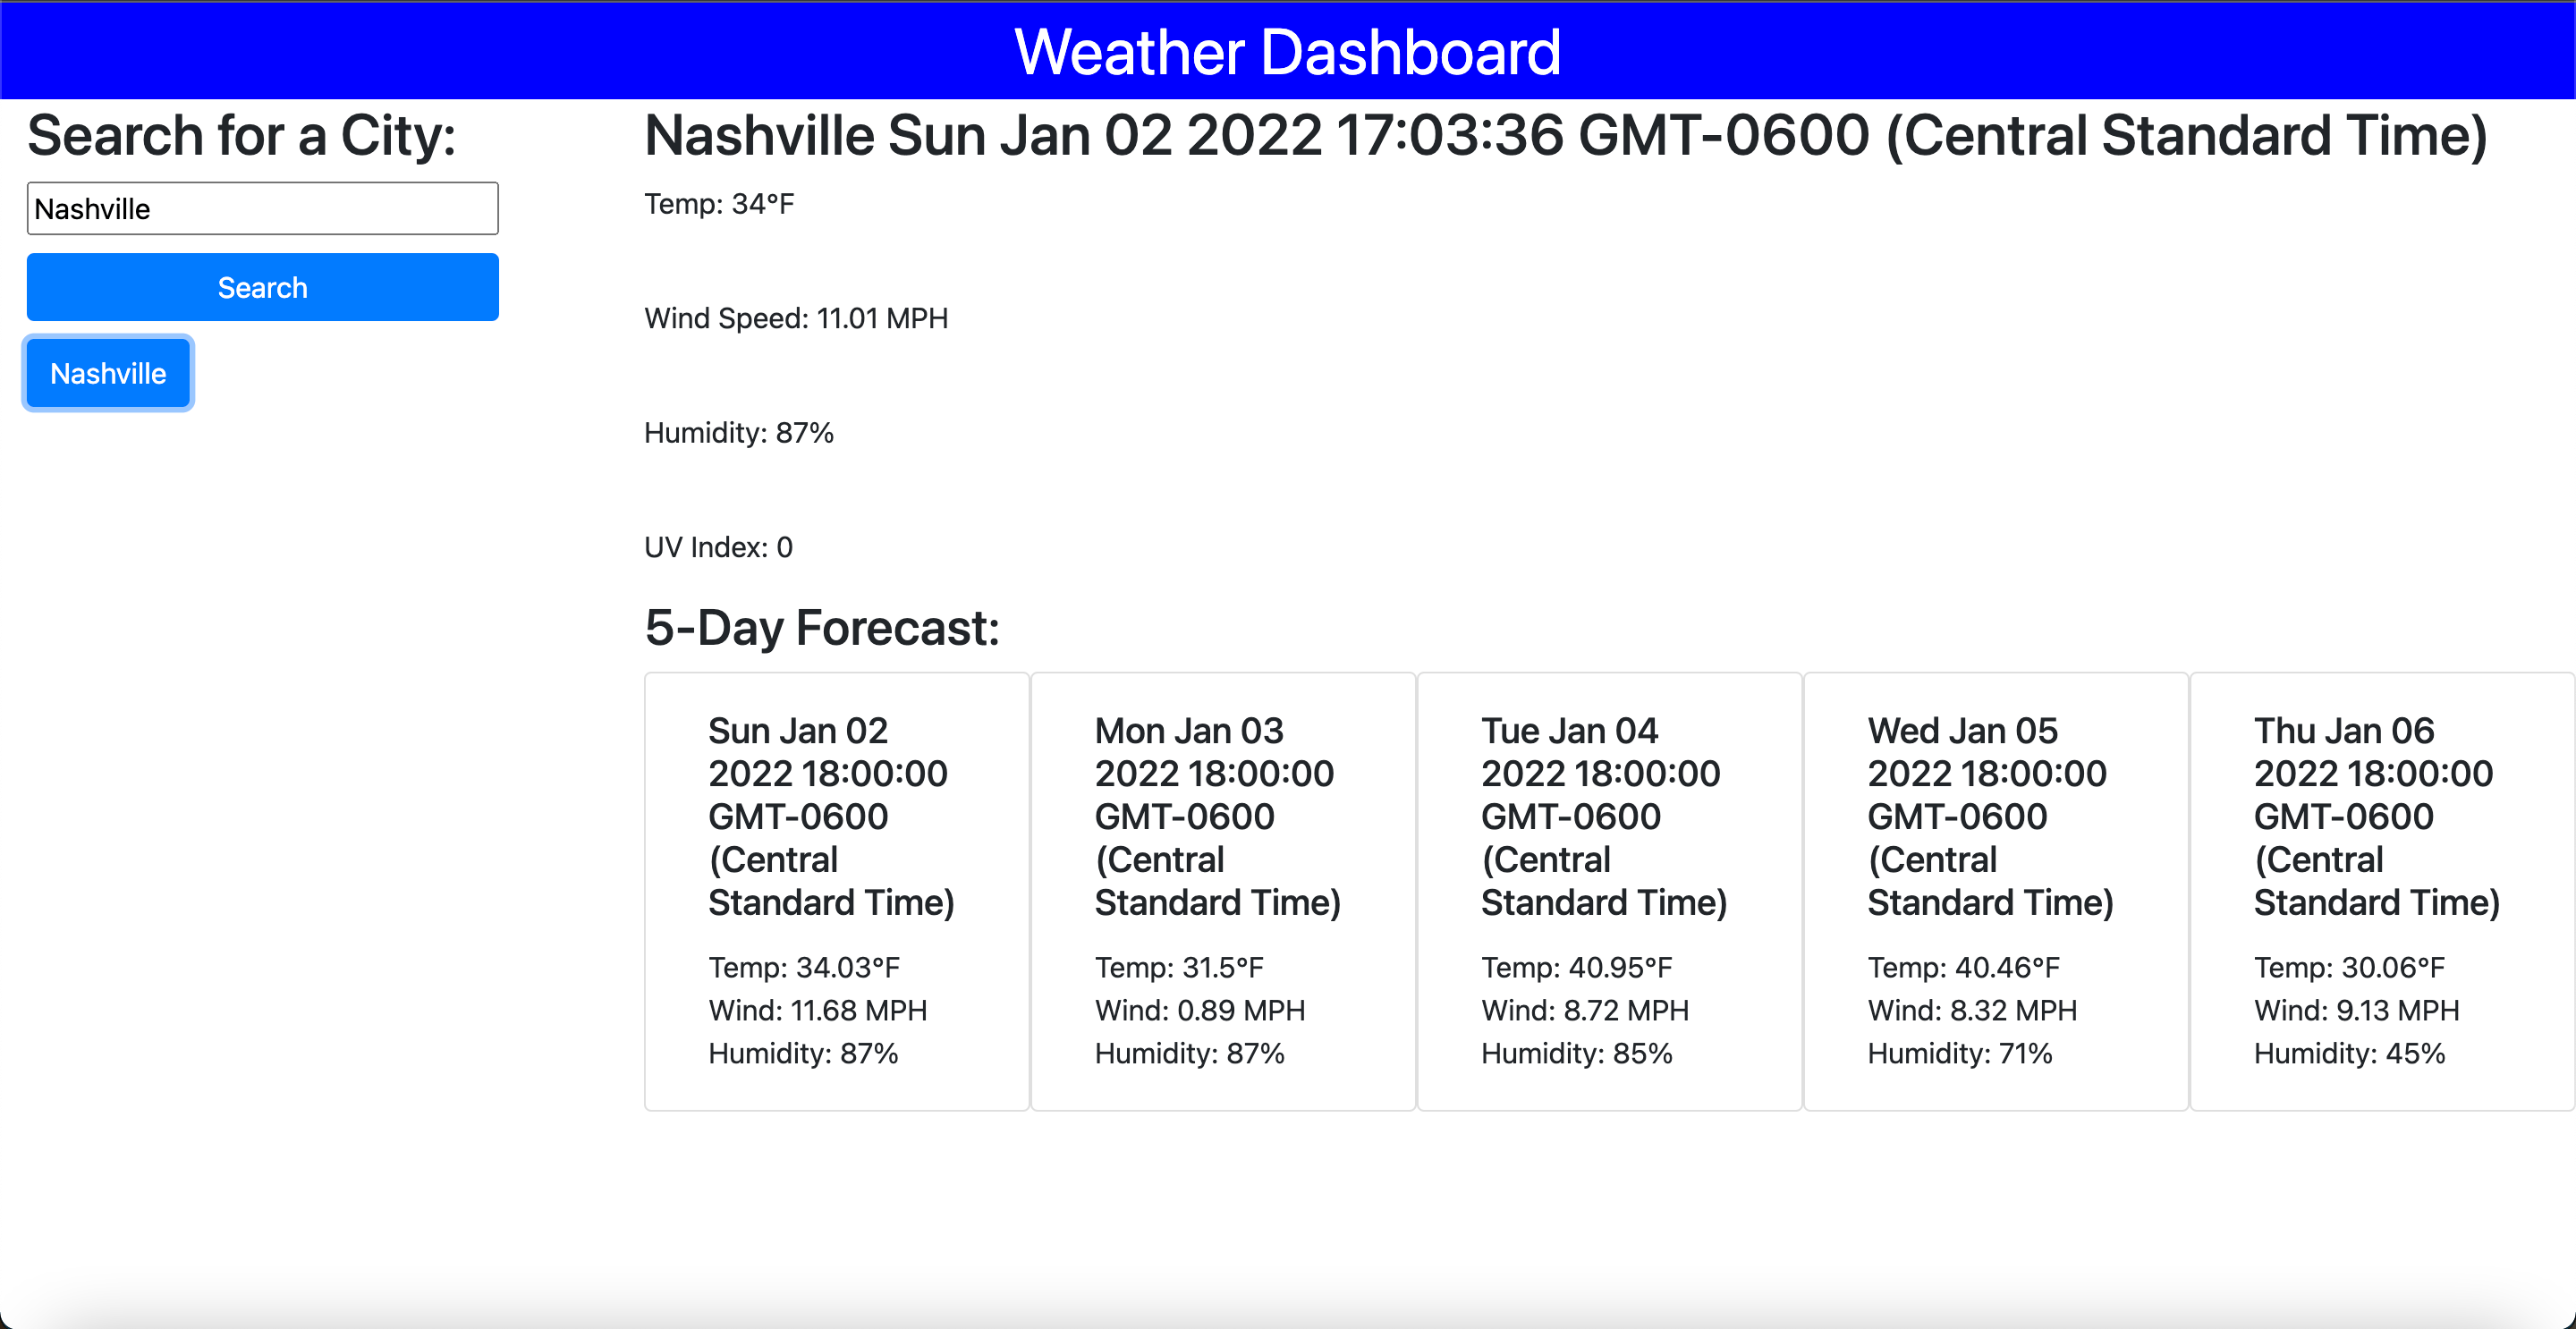 Weather Dashboard
Search for a City:
Nashville
Search
Nashville
Nashville Sun Jan 02 2022 17:03:36 GMT-0600 (Central Standard Time)
Temp: 34°F
Wind Speed: 11.01 MPH
Humidity: 87%
UV Index: 0
5-Day Forecast:
Sun Jan 02
2022 18:00:00
GMT-0600
(Central
Standard Time)
Temp: 34.03°F
Wind: 11.68 MPH
Humidity: 87%
Mon Jan 03
2022 18:00:00
GMT-0600
(Central
Standard Time)
Temp: 31.5°F
Wind: 0.89 MPH
Humidity: 87%
Tue Jan 04
2022 18:00:00
GMT-0600
(Central
Standard Time)
Temp: 40.95°F
Wind: 8.72 MPH
Humidity: 85%
Wed Jan 05
2022 18:00:00
GMT-0600
(Central
Standard Time)
Temp: 40.46°F
Wind: 8.32 MPH
Humidity: 71%
Thu Jan 06
2022 18:00:00
GMT-0600
(Central
Standard Time)
Temp: 30.06°F
Wind: 9.13 MPH
Humidity: 45%